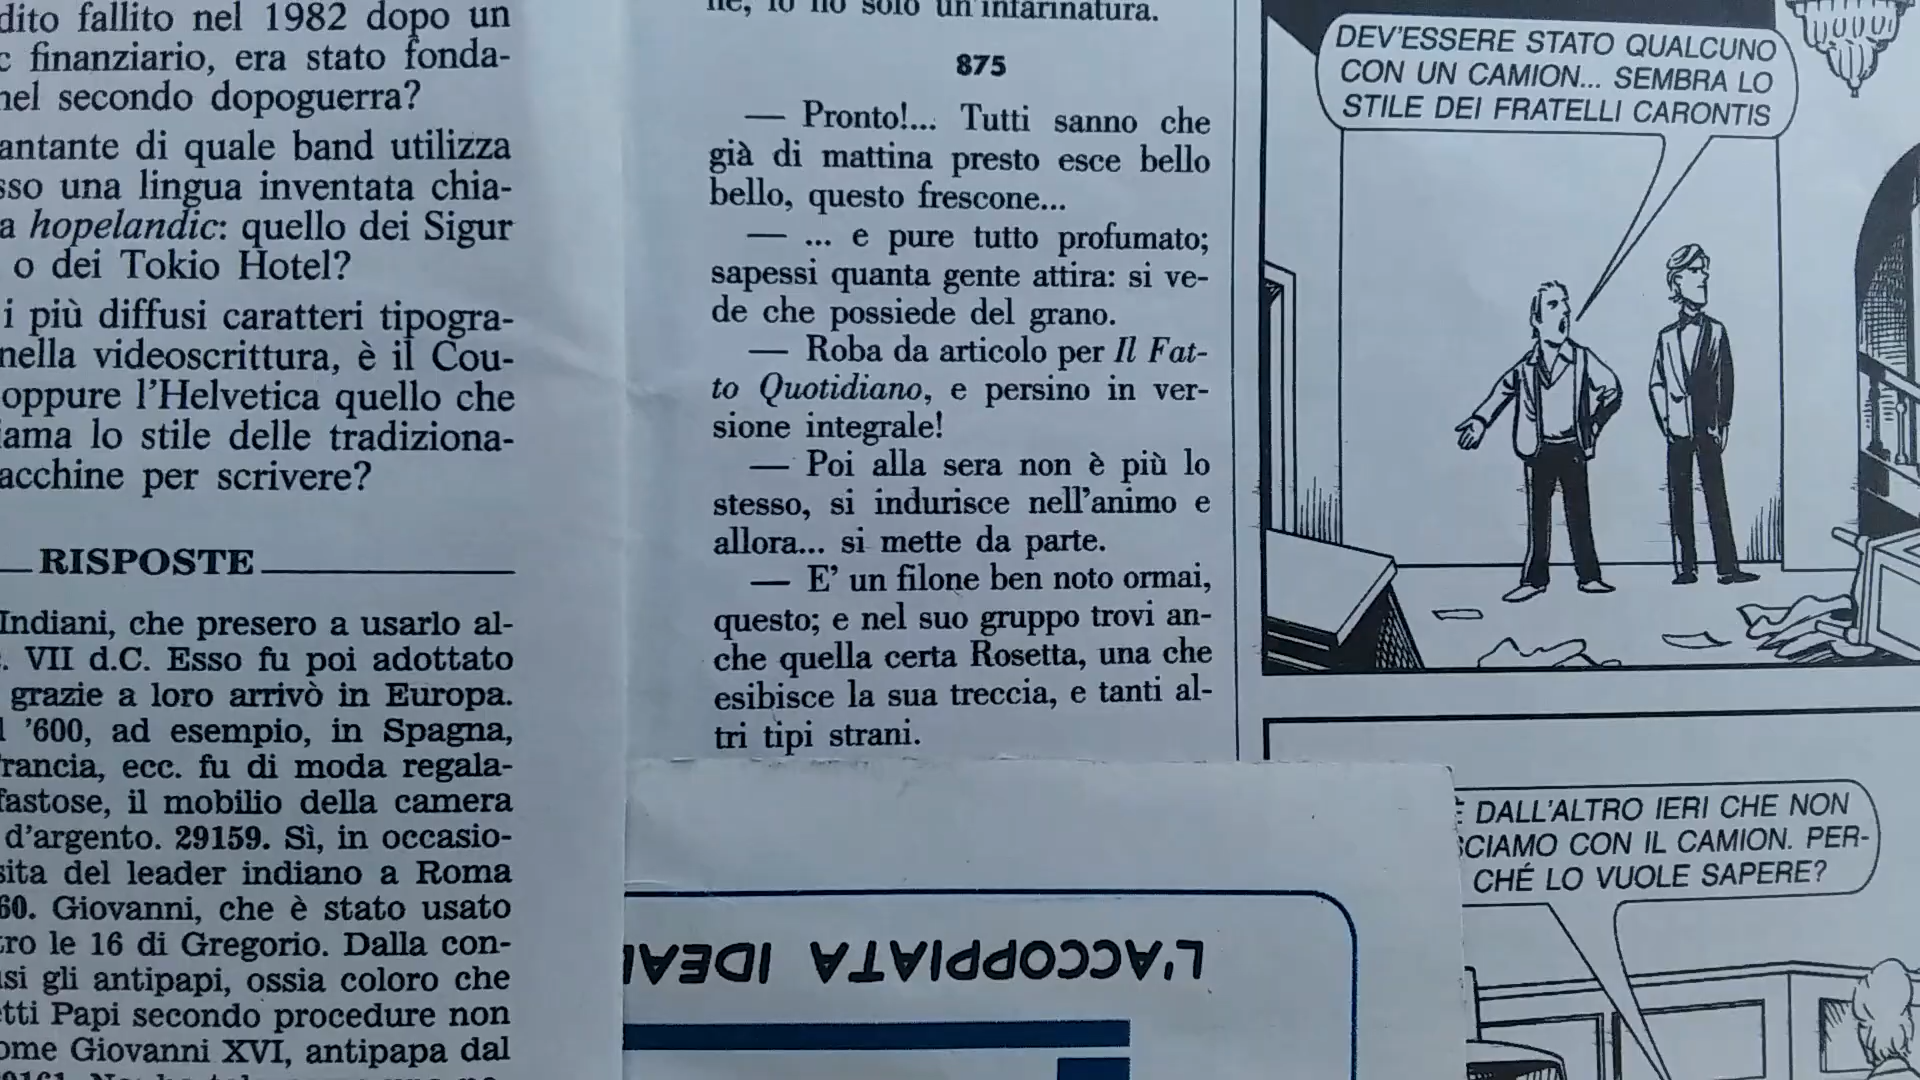 dito fallito nel 1982 dopo un
finanziario, era stato fonda-
nel secondo dopoguerra?
antante di quale band utilizza
sso una lingua inventata chia-
a hopelandic: quello dei Sigur
o dei Tokio Hotel?
i più diffusi caratteri tipogra-
nella videoscrittura, è il Cou-
oppure l'Helvetica quello che
iama lo stile delle tradiziona-
acchine per scrivere?
RISPOSTE
Indiani, che presero a usarlo al-
. VII d.C. Esso fu poi adottato
grazie a loro arrivò in Europa.
'600, ad esempio, in Spagna,
rancia, ecc. fu di moda regala-
fastose, il mobilio della camera
d'argento. 29159. Sì, in occasio-
sita del leader indiano a Roma
60. Giovanni, che è stato usato
tro le 16 di Gregorio. Dalla con-
usi gli antipapi, ossia coloro che
etti Papi secondo procedure non
ome Giovanni XVI, antipapa dal
ne, io ho solo un'infarinatura.
875
— Pronto!... Tutti sanno che
già di mattina presto esce bello
bello, questo frescone...
— ... e pure tutto profumato;
sapessi quanta gente attira: si ve-
de che possiede del grano.
— Roba da articolo per Il Fat-
to Quotidiano, e persino in ver-
sione integrale!
— Poi alla sera non è più lo
stesso, si indurisce nell'animo e
allora... si mette da parte.
— E' un filone ben noto ormai,
questo; e nel suo gruppo trovi an-
che quella certa Rosetta, una che
esibisce la sua treccia, e tanti al-
tri tipi strani.
L'ACCOPPIATA IDEA
DEV'ESSERE STATO QUALCUNO
CON UN CAMION... SEMBRA LO
STILE DEI FRATELLI CARONTIS
È DALL'ALTRO IERI CHE NON
SCIAMO CON IL CAMION. PER-
CHÉ LO VUOLE SAPERE?